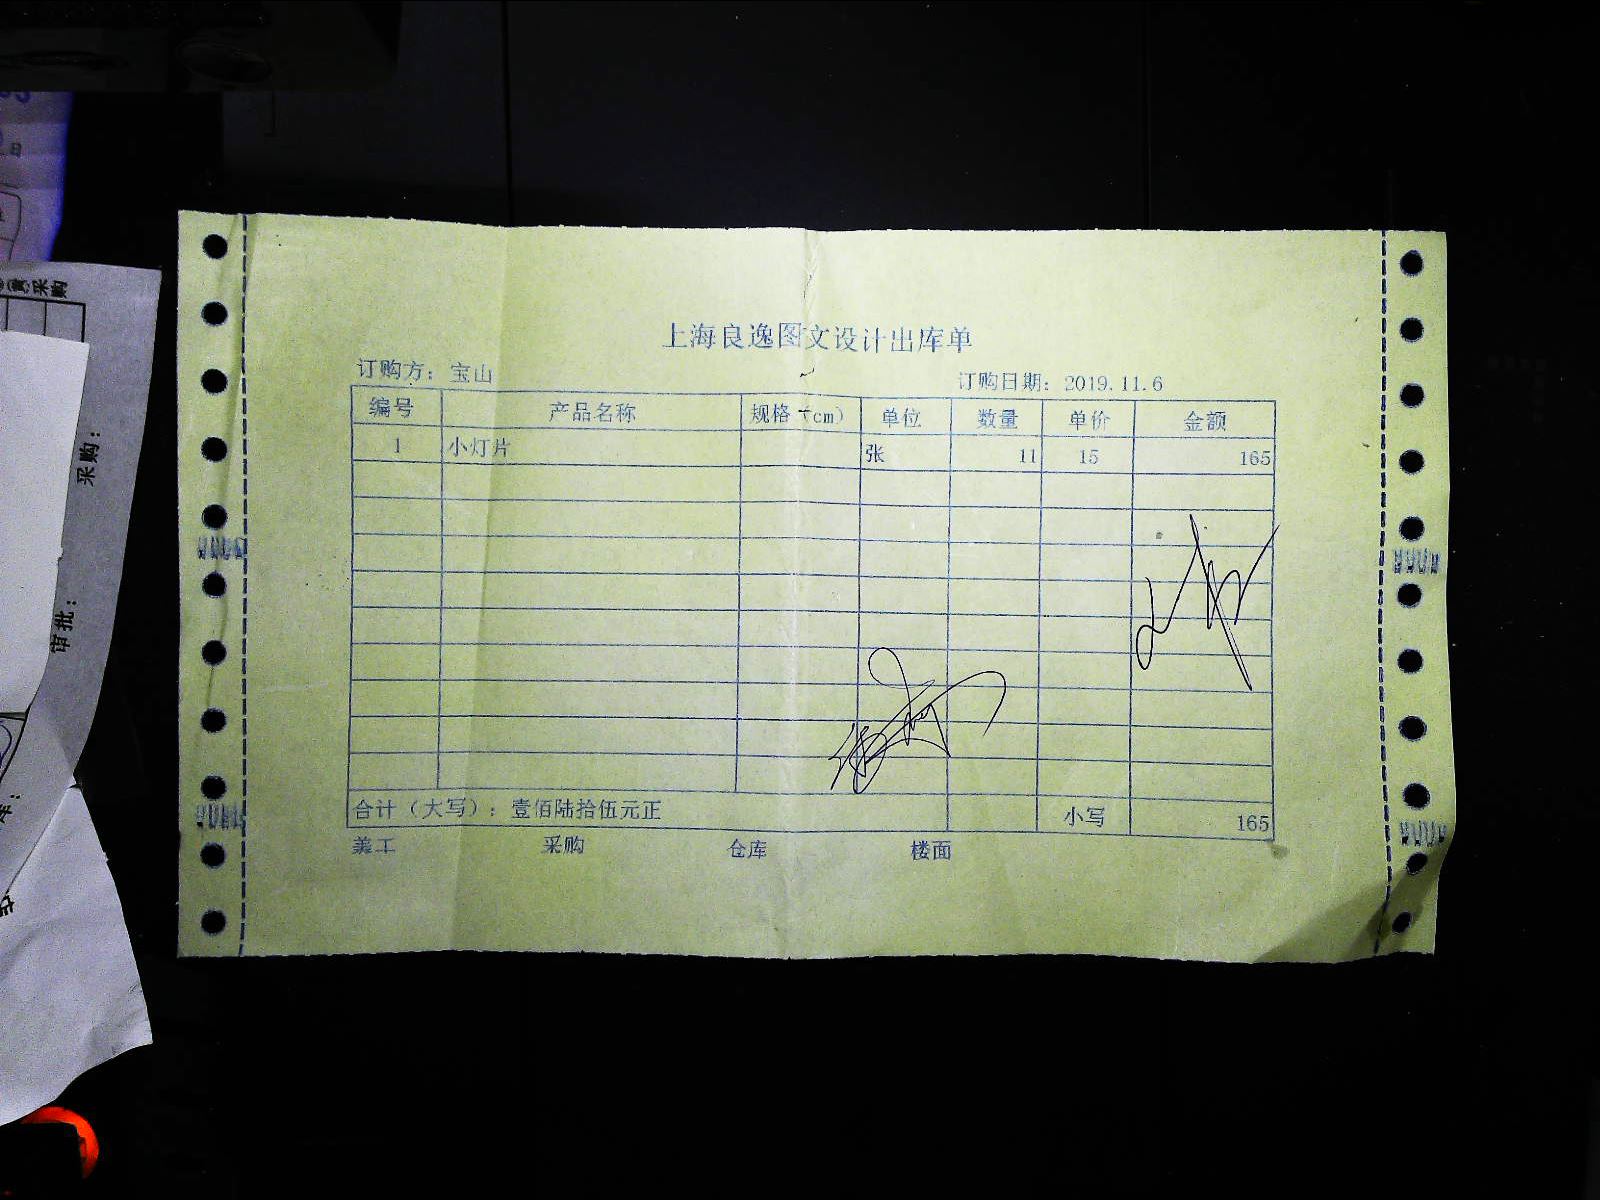 上海良逸图文设计出库单
订购方：宝山
订购日期：2019.11.6
编号 产品名称 规格（cm） 单位 数量 单价 金额
1 小灯片 张 11 15 165
合计（大写）：壹佰陆拾伍元正 小写 165
美工 采购 仓库 楼面
采购
采购：
审批：